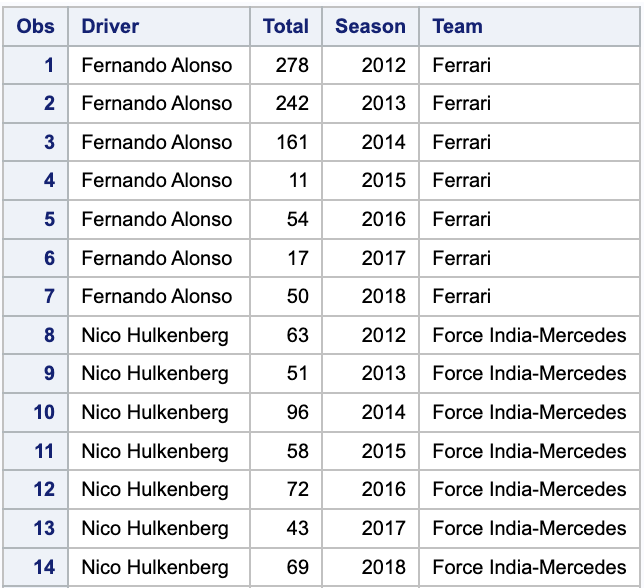 Obs Driver Total Season Team
1 Fernando Alonso 278 2012 Ferrari
2 Fernando Alonso 242 2013 Ferrari
3 Fernando Alonso 161 2014 Ferrari
4 Fernando Alonso 11 2015 Ferrari
5 Fernando Alonso 54 2016 Ferrari
6 Fernando Alonso 17 2017 Ferrari
7 Fernando Alonso 50 2018 Ferrari
8 Nico Hulkenberg 63 2012 Force India-Mercedes
9 Nico Hulkenberg 51 2013 Force India-Mercedes
10 Nico Hulkenberg 96 2014 Force India-Mercedes
11 Nico Hulkenberg 58 2015 Force India-Mercedes
12 Nico Hulkenberg 72 2016 Force India-Mercedes
13 Nico Hulkenberg 43 2017 Force India-Mercedes
14 Nico Hulkenberg 69 2018 Force India-Mercedes